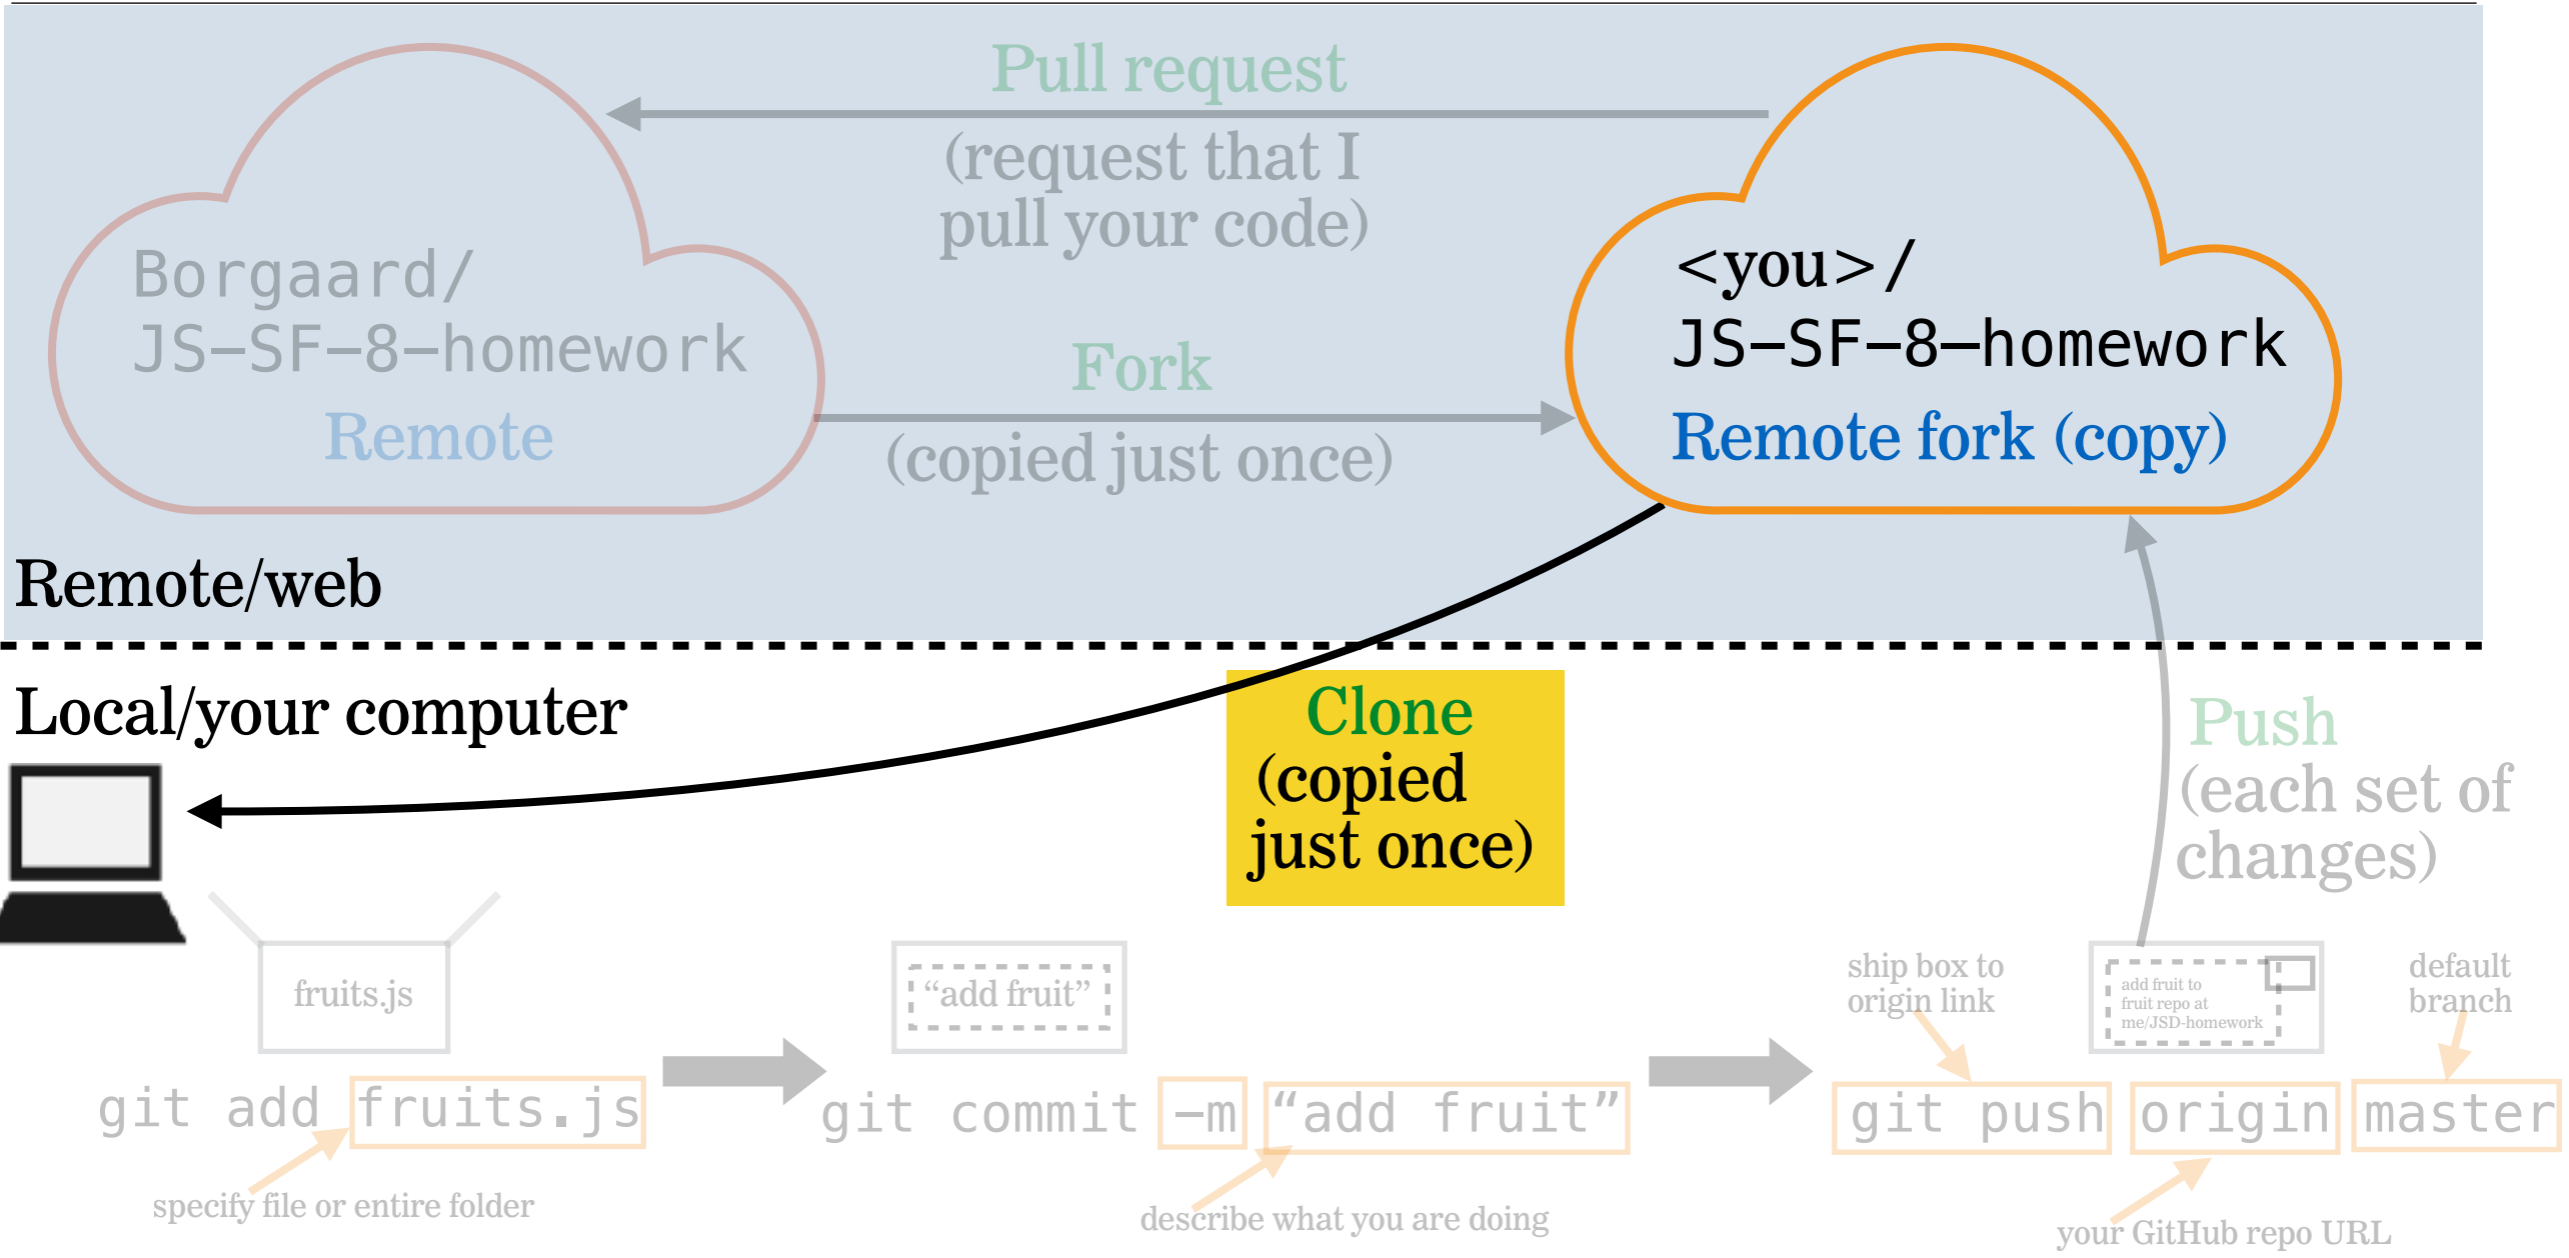 Pull request
(request that I
pull your code)
Borgaard/
JS-SF-8-homework
Remote
Fork
(copied just once)
<you>/
JS-SF-8-homework
Remote fork (copy)
Remote/web
Local/your computer
Clone
(copied
just once)
Push
(each set of
changes)
fruits.js
“add fruit”
ship box to
origin link
add fruit to
fruit repo at
me/JSD-homework
default
branch
git add fruits.js
git commit -m “add fruit”
git push origin master
specify file or entire folder
describe what you are doing
your GitHub repo URL